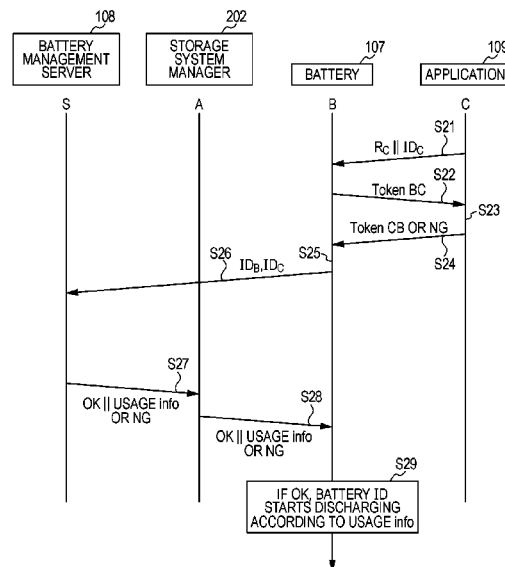 108
202
107
109
BATTERY
MANAGEMENT
SERVER
STORAGE
SYSTEM
MANAGER
BATTERY
APPLICATION
S
A
B
C
S21
R_C || ID_C
S22
Token BC
S23
Token CB OR NG
S24
S25
S26
ID_B, ID_C
S27
OK || USAGE info
OR NG
S28
OK || USAGE info
OR NG
S29
IF OK, BATTERY ID
STARTS DISCHARGING
ACCORDING TO USAGE info